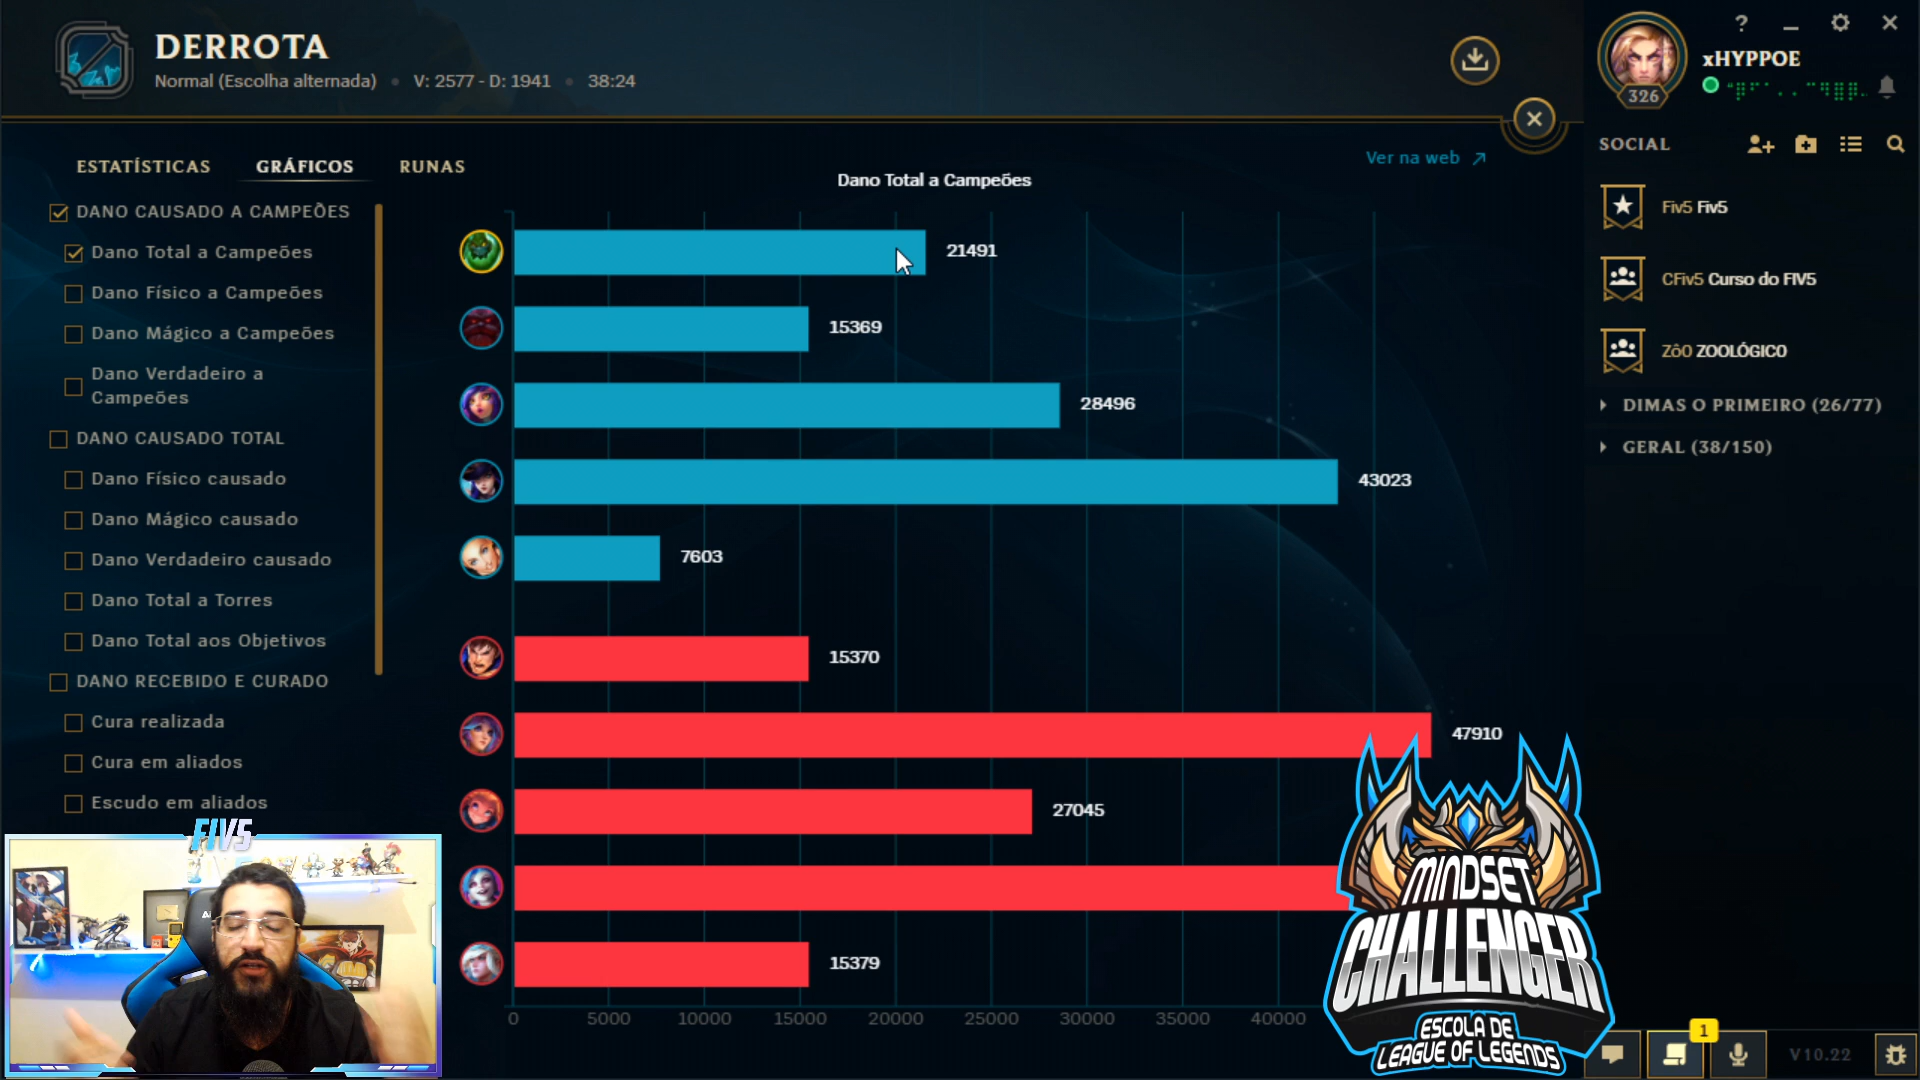 DERROTA
Normal (Escolha alternada) • V: 2577 - D: 1941 • 38:24
xHYPPOE
326
SOCIAL
Ver na web
ESTATÍSTICAS GRÁFICOS RUNAS
Dano Total a Campeões
DANO CAUSADO A CAMPEÕES
Dano Total a Campeões
Dano Físico a Campeões
Dano Mágico a Campeões
Dano Verdadeiro a
Campeões
DANO CAUSADO TOTAL
Dano Físico causado
Dano Mágico causado
Dano Verdadeiro causado
Dano Total a Torres
Dano Total aos Objetivos
DANO RECEBIDO E CURADO
Cura realizada
Cura em aliados
Escudo em aliados
21491
15369
28496
43023
7603
15370
47910
27045
15379
0 5000 10000 15000 20000 25000 30000 35000 40000
Fiv5 Fiv5
CFiv5 Curso do FIV5
Zô0 ZOOLÓGIC0
DIMAS O PRIMEIRO (26/77)
GERAL (38/150)
FIV5
MINDSET
CHALLENGER
ESCOLA DE
LEAGUE OF LEGENDS
1
V10.22